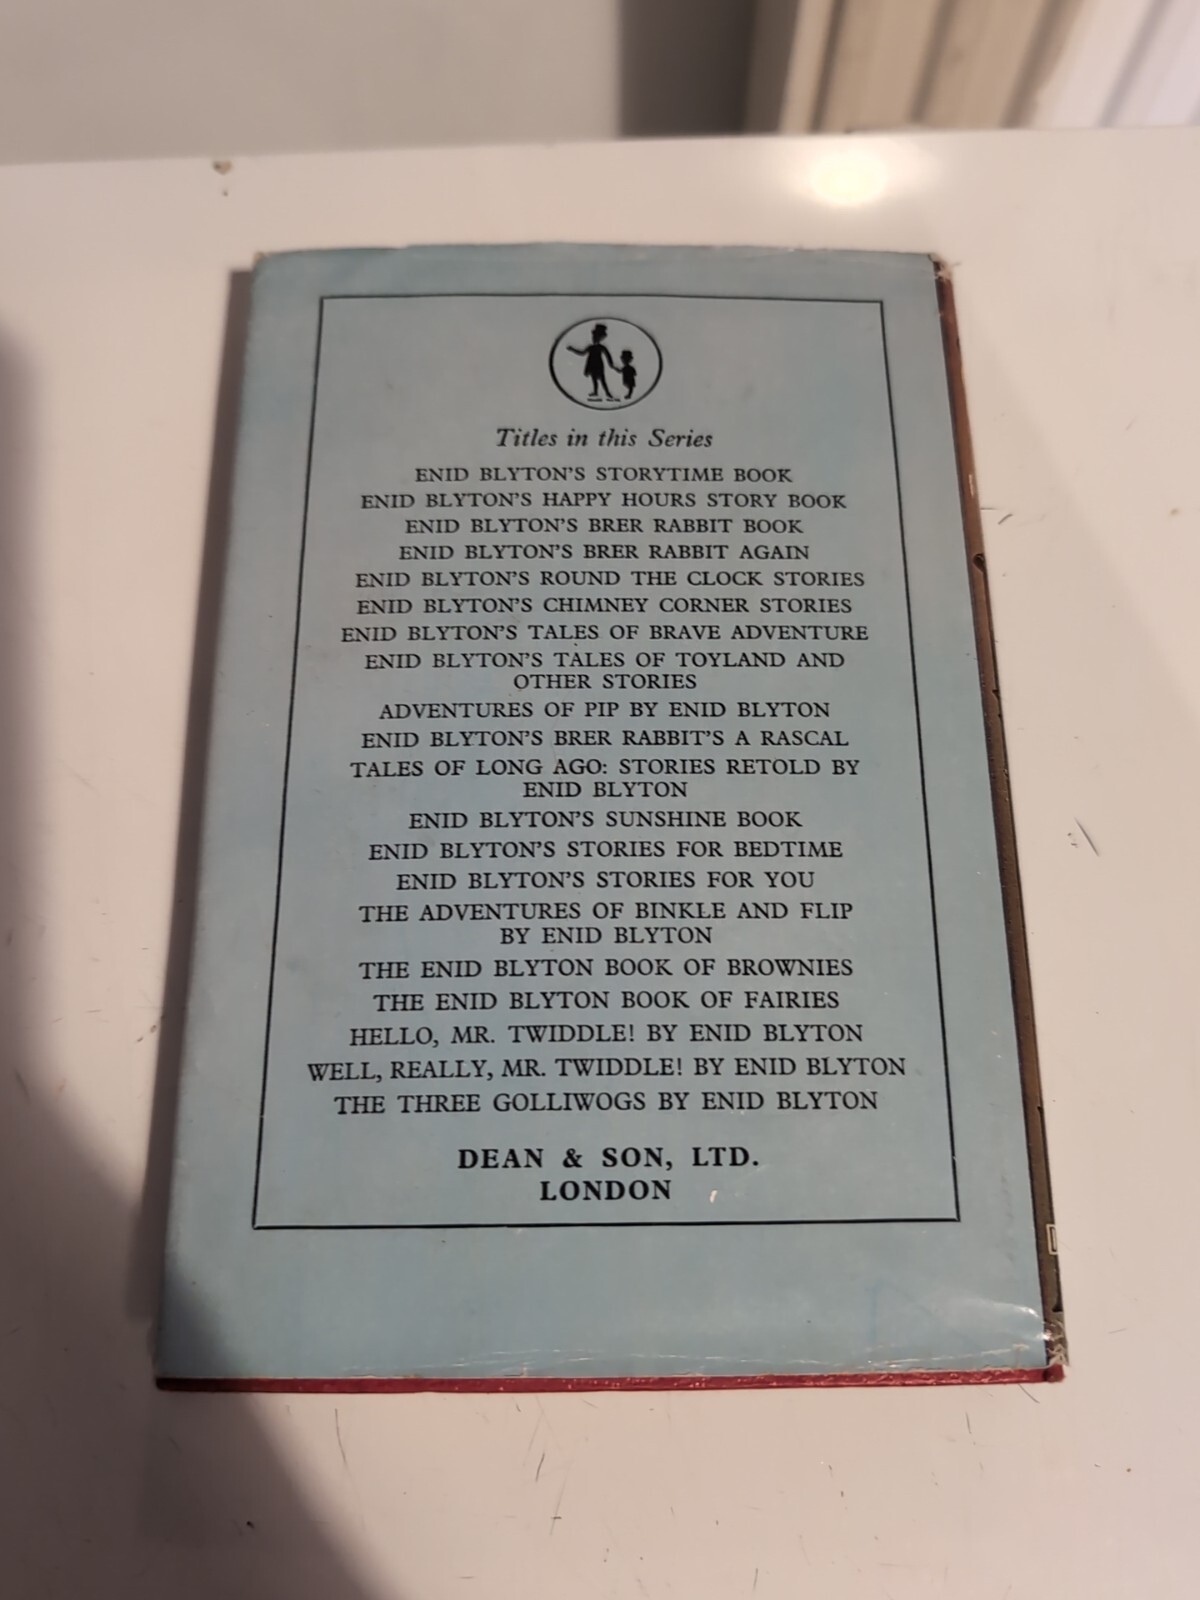 Titles in this Series
ENID BLYTON'S STORYTIME BOOK
ENID BLYTON'S HAPPY HOURS STORY BOOK
ENID BLYTON'S BRER RABBIT BOOK
ENID BLYTON'S BRER RABBIT AGAIN
ENID BLYTON'S ROUND THE CLOCK STORIES
ENID BLYTON'S CHIMNEY CORNER STORIES
ENID BLYTON'S TALES OF BRAVE ADVENTURE
ENID BLYTON'S TALES OF TOYLAND AND
OTHER STORIES
ADVENTURES OF PIP BY ENID BLYTON
ENID BLYTON'S BRER RABBIT'S A RASCAL
TALES OF LONG AGO: STORIES RETOLD BY
ENID BLYTON
ENID BLYTON'S SUNSHINE BOOK
ENID BLYTON'S STORIES FOR BEDTIME
ENID BLYTON'S STORIES FOR YOU
THE ADVENTURES OF BINKLE AND FLIP
BY ENID BLYTON
THE ENID BLYTON BOOK OF BROWNIES
THE ENID BLYTON BOOK OF FAIRIES
HELLO, MR. TWIDDLE! BY ENID BLYTON
WELL, REALLY, MR. TWIDDLE! BY ENID BLYTON
THE THREE GOLLIWOGS BY ENID BLYTON
DEAN & SON, LTD.
LONDON